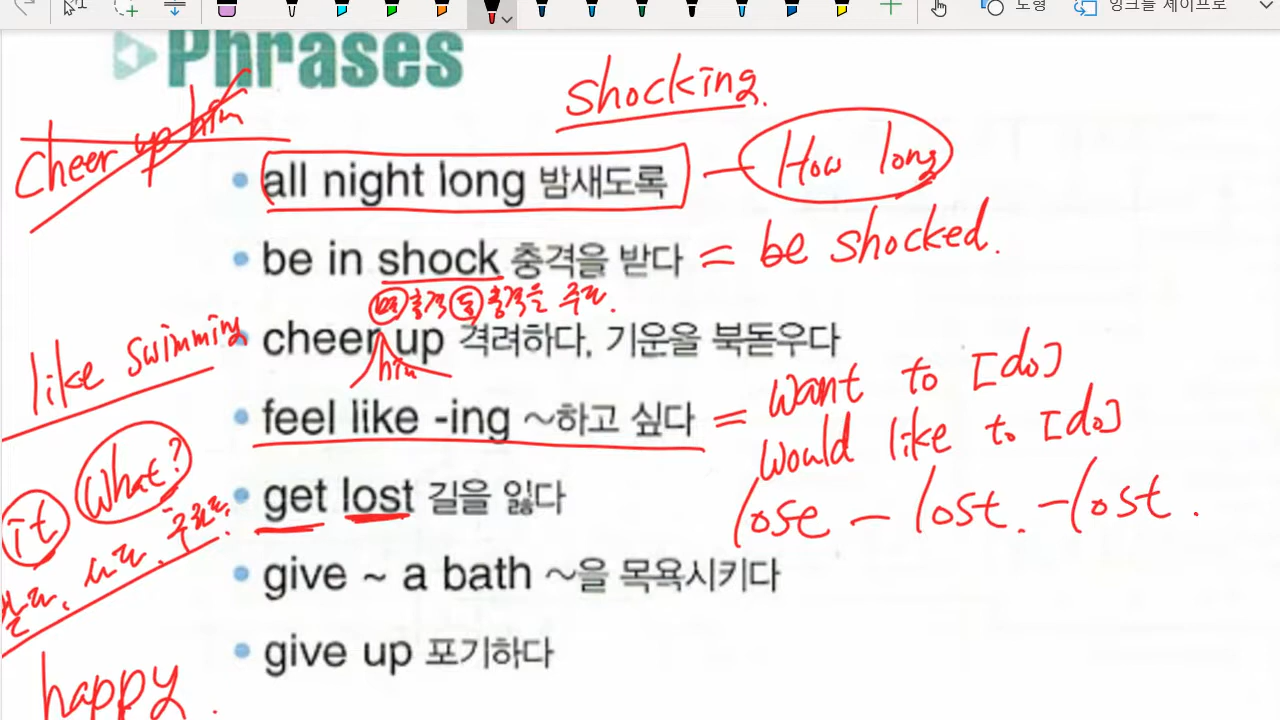 도형
잉크를 셰이프로
Phrases
shocking.
Cheer up him
all night long 밤새도록 - How long
be in shock 충격을 받다 = be shocked.
명 충격 동 충격을 주다.
cheer up 격려하다, 기운을 북돋우다
him
like swimming
feel like -ing ~하고 싶다 = want to [do]
would like to [do]
it What?
get lost 길을 잃다
lose - lost. - lost.
give ~ a bath ~을 목욕시키다
give up 포기하다
happy.